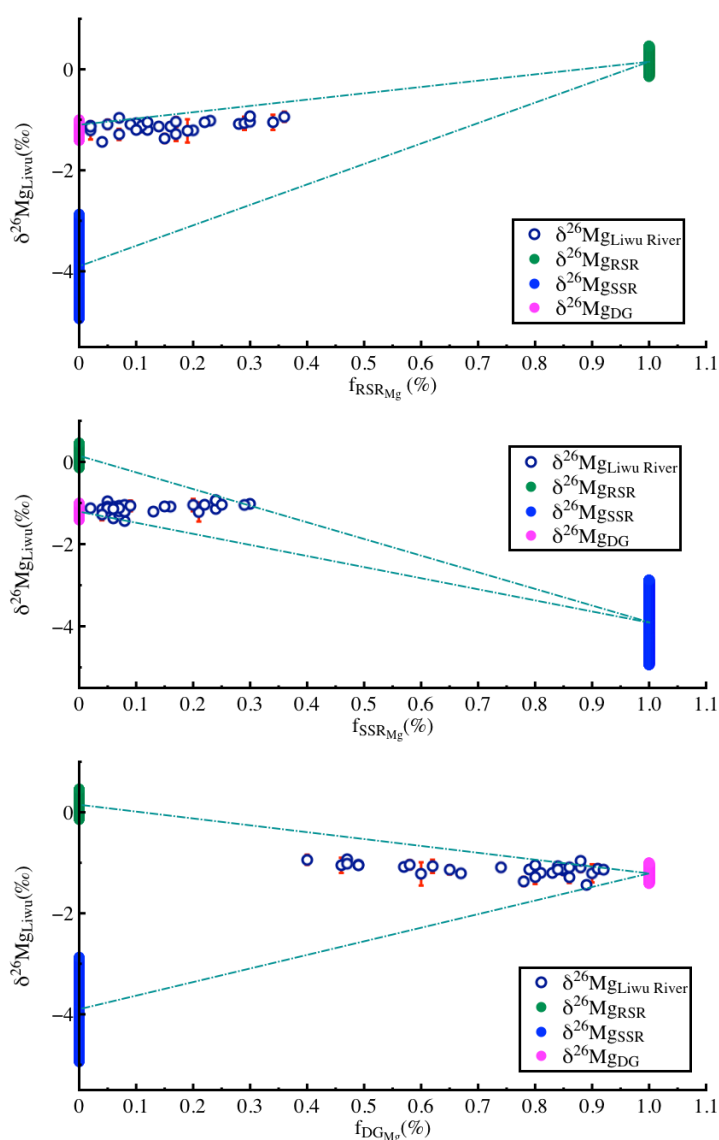 δ26MgLiwu(‰)
0
−2
−4
δ26MgLiwu River
δ26MgRSR
δ26MgSSR
δ26MgDG
0 0.1 0.2 0.3 0.4 0.5 0.6 0.7 0.8 0.9 1.0 1.1
fRSRMg (%)
δ26MgLiwu(‰)
0
−2
−4
δ26MgLiwu River
δ26MgRSR
δ26MgSSR
δ26MgDG
0 0.1 0.2 0.3 0.4 0.5 0.6 0.7 0.8 0.9 1.0 1.1
fSSRMg(%)
δ26MgLiwu(‰)
0
−2
−4
δ26MgLiwu River
δ26MgRSR
δ26MgSSR
δ26MgDG
0 0.1 0.2 0.3 0.4 0.5 0.6 0.7 0.8 0.9 1.0 1.1
fDGMg(%)